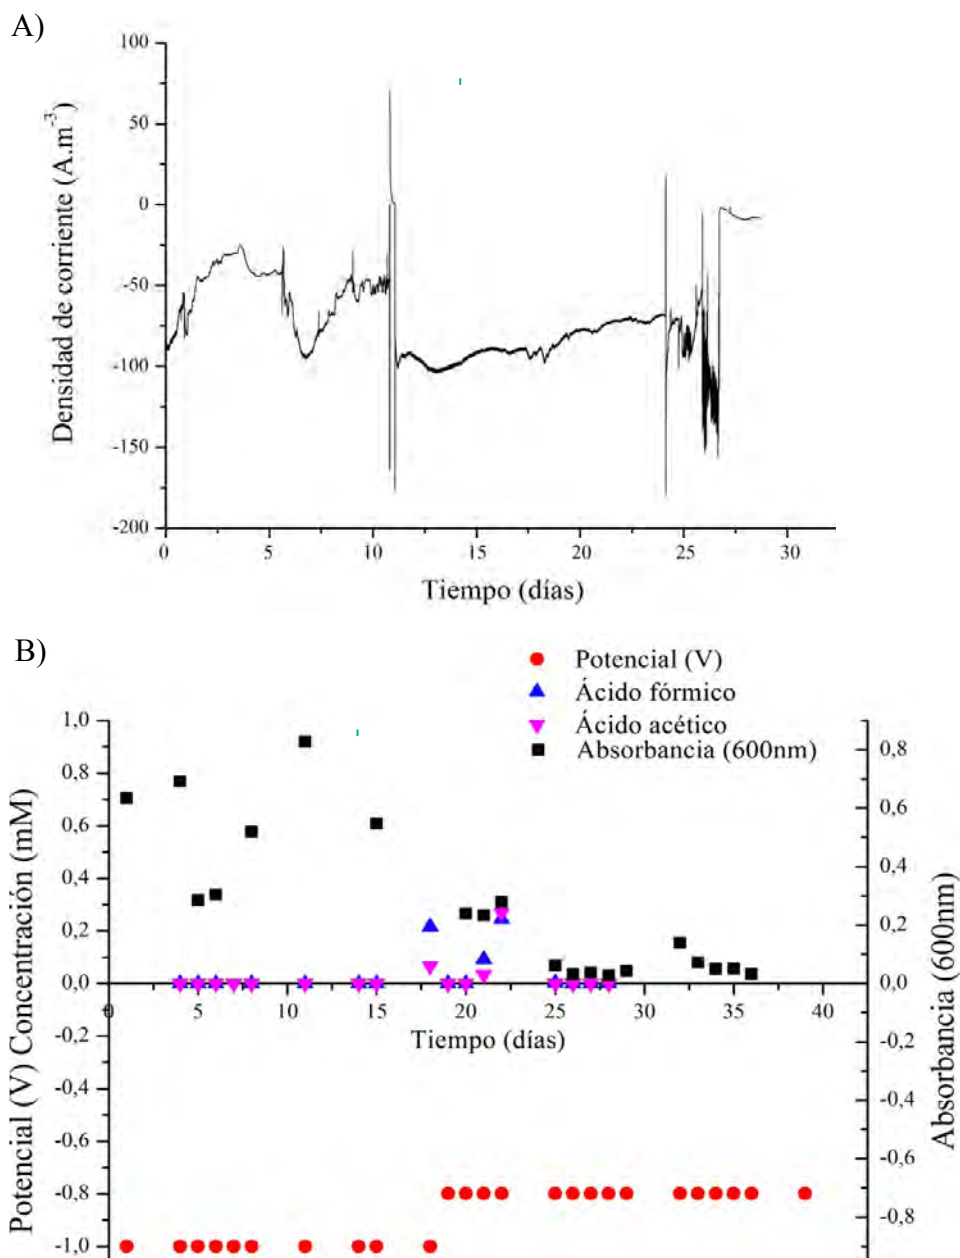 A)
Densidad de corriente (A.m-3)
100
50
0
-50
-100
-150
-200
0 5 10 15 20 25 30
Tiempo (días)
B)
Potencial (V)
Ácido fórmico
Ácido acético
Absorbancia (600nm)
Potencial (V) Concentración (mM)
1,0
0,8
0,6
0,4
0,2
0,0
-0,2
-0,4
-0,6
-0,8
-1,0
0 5 10 15 20 25 30 35 40
Tiempo (días)
0,8
0,6
0,4
0,2
0,0
-0,2
-0,4
-0,6
-0,8
Absorbancia (600nm)